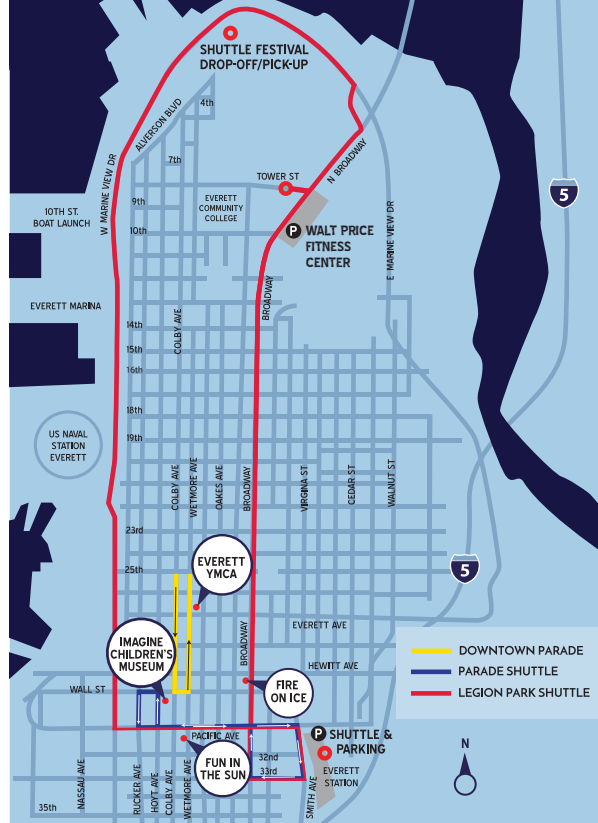 SHUTTLE FESTIVAL
DROP-OFF/PICK-UP
4th
ALVERSON BLVD
7th
W MARINE VIEW DR
N BROADWAY
TOWER ST
5
9th
EVERETT
COMMUNITY
COLLEGE
10TH ST.
BOAT LAUNCH
10th
P
WALT PRICE
FITNESS
CENTER
E MARINE VIEW DR
EVERETT MARINA
BROADWAY
COLBY AVE
14th
15th
16th
18th
19th
US NAVAL
STATION
EVERETT
COLBY AVE
WETMORE AVE
OAKES AVE
BROADWAY
VIRGINIA ST
CEDAR ST
WALNUT ST
23rd
25th
EVERETT
YMCA
5
EVERETT AVE
IMAGINE
CHILDREN'S
MUSEUM
BROADWAY
HEWITT AVE
DOWNTOWN PARADE
PARADE SHUTTLE
LEGION PARK SHUTTLE
WALL ST
FIRE
ON ICE
PACIFIC AVE
P
SHUTTLE &
PARKING
N
FUN IN
THE SUN
32nd
33rd
EVERETT
STATION
NASSAU AVE
RUCKER AVE
HOYT AVE
COLBY AVE
WETMORE AVE
SMITH AVE
35th